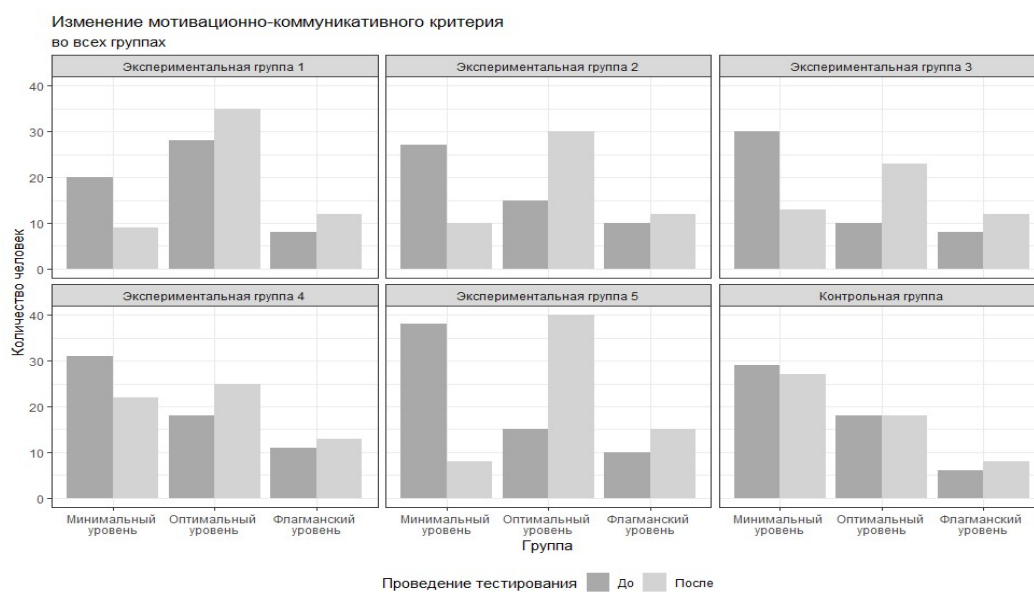 Изменение мотивационно-коммуникативного критерия
во всех группах
Экспериментальная группа 1
Экспериментальная группа 2
Экспериментальная группа 3
40
30
20
10
0
Экспериментальная группа 4
Экспериментальная группа 5
Контрольная группа
40
30
20
10
0
Количество человек
Минимальный
уровень
Оптимальный
уровень
Флагманский
уровень
Минимальный
уровень
Оптимальный
уровень
Флагманский
уровень
Минимальный
уровень
Оптимальный
уровень
Флагманский
уровень
Группа
Проведение тестирования До После